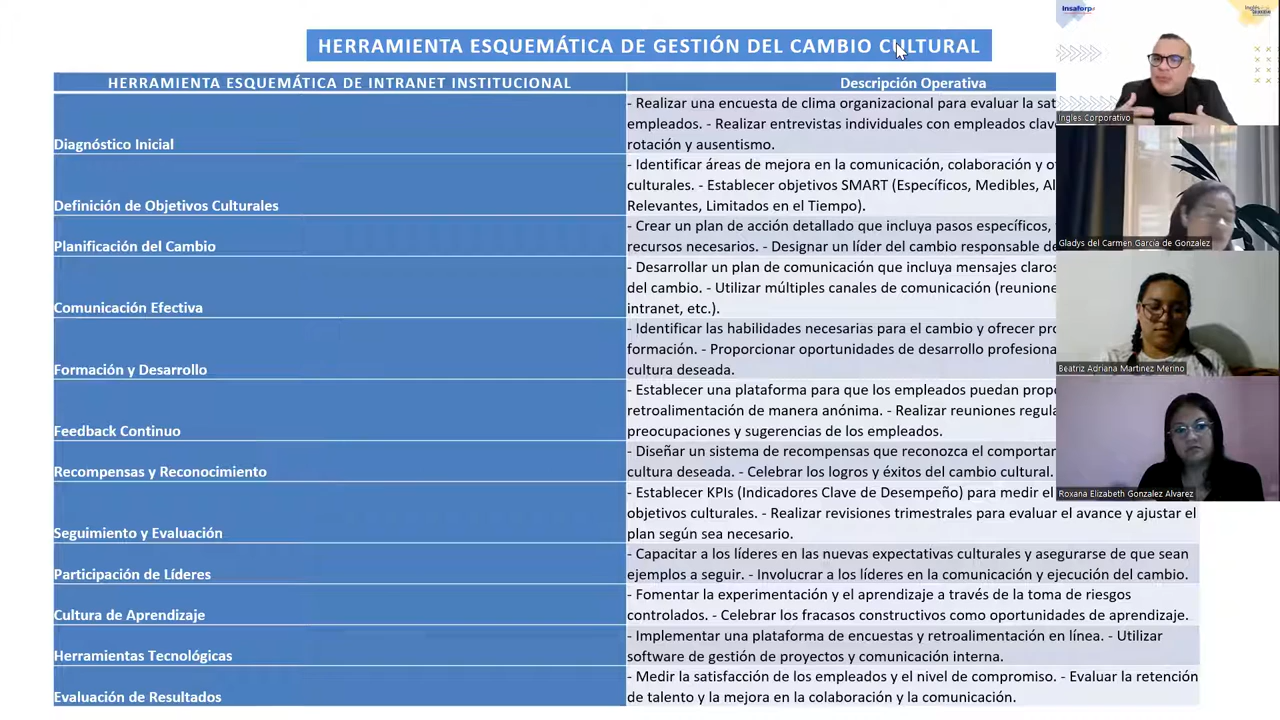 HERRAMIENTA ESQUEMÁTICA DE GESTIÓN DEL CAMBIO CULTURAL
HERRAMIENTA ESQUEMÁTICA DE INTRANET INSTITUCIONAL
Descripción Operativa
Diagnóstico Inicial
- Realizar una encuesta de clima organizacional para evaluar la
empleados. - Realizar entrevistas individuales con empleados
rotación y ausentismo.
Definición de Objetivos Culturales
- Identificar áreas de mejora en la comunicación, colaboración y
culturales. - Establecer objetivos SMART (Específicos, Medibles,
Relevantes, Limitados en el Tiempo).
Planificación del Cambio
- Crear un plan de acción detallado que incluya pasos específicos,
recursos necesarios. - Designar un líder del cambio responsable
Comunicación Efectiva
- Desarrollar un plan de comunicación que incluya mensajes claros
del cambio. - Utilizar múltiples canales de comunicación
intranet, etc.).
Formación y Desarrollo
- Identificar las habilidades necesarias para el cambio y ofrecer
formación. - Proporcionar oportunidades de desarrollo
cultura deseada.
Feedback Continuo
- Establecer una plataforma para que los empleados puedan
retroalimentación de manera anónima. - Realizar reuniones
preocupaciones y sugerencias de los empleados.
Recompensas y Reconocimiento
- Diseñar un sistema de recompensas que reconozca el
cultura deseada. - Celebrar los logros y éxitos del cambio cultural.
Seguimiento y Evaluación
- Establecer KPIs (Indicadores Clave de Desempeño) para medir el
objetivos culturales. - Realizar revisiones trimestrales para evaluar el avance y ajustar el
plan según sea necesario.
Participación de Líderes
- Capacitar a los líderes en las nuevas expectativas culturales y asegurarse de que sean
ejemplos a seguir. - Involucrar a los líderes en la comunicación y ejecución del cambio.
Cultura de Aprendizaje
- Fomentar la experimentación y el aprendizaje a través de la toma de riesgos
controlados. - Celebrar los fracasos constructivos como oportunidades de aprendizaje.
Herramientas Tecnológicas
- Implementar una plataforma de encuestas y retroalimentación en línea. - Utilizar
software de gestión de proyectos y comunicación interna.
Evaluación de Resultados
- Medir la satisfacción de los empleados y el nivel de compromiso. - Evaluar la retención
de talento y la mejora en la colaboración y la comunicación.
Insaforp
Ingles Corporativo
Gladys del Carmen Garcia de Gonzalez
Beatriz Adriana Martinez Merino
Roxana Elizabeth Gonzalez Alvarez